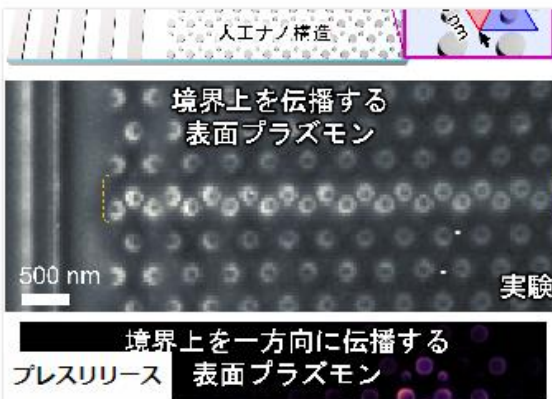 人工ナノ構造
nm
境界上を伝播する
表面プラズモン
500 nm
実験
境界上を一方向に伝播する
プレスリリース
表面プラズモン